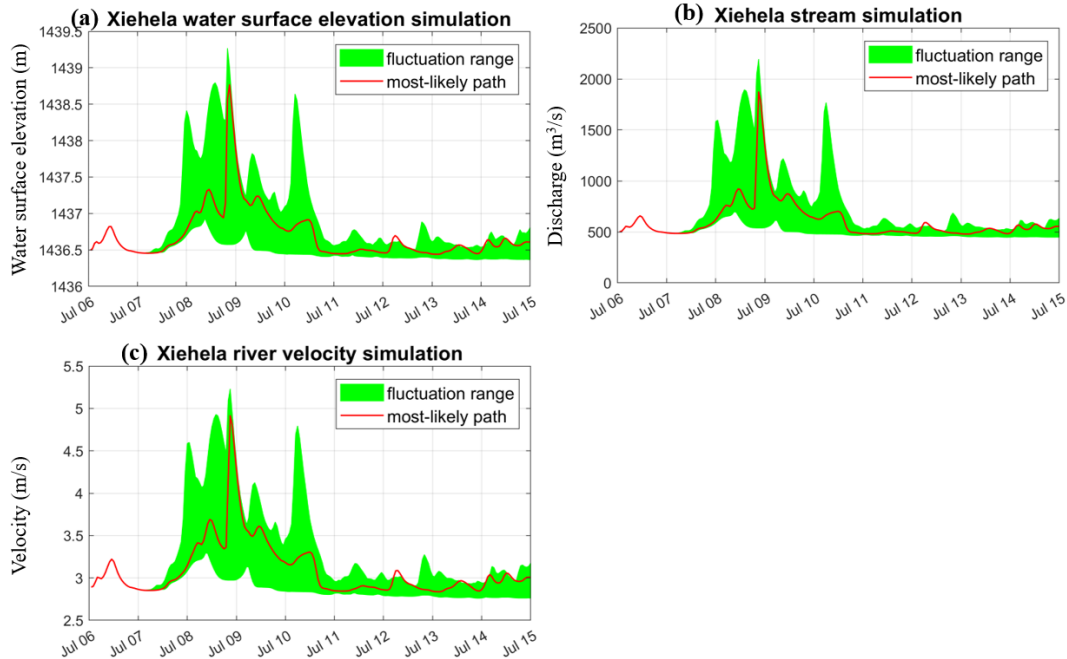 (a) Xiehela water surface elevation simulation
Water surface elevation (m)
1439.5
1439
1438.5
1438
1437.5
1437
1436.5
1436
fluctuation range
most-likely path
Jul 06
Jul 07
Jul 08
Jul 09
Jul 10
Jul 11
Jul 12
Jul 13
Jul 14
Jul 15
(b) Xiehela stream simulation
Discharge (m³/s)
2500
2000
1500
1000
500
0
fluctuation range
most-likely path
Jul 06
Jul 07
Jul 08
Jul 09
Jul 10
Jul 11
Jul 12
Jul 13
Jul 14
Jul 15
(c) Xiehela river velocity simulation
Velocity (m/s)
5.5
5
4.5
4
3.5
3
2.5
fluctuation range
most-likely path
Jul 06
Jul 07
Jul 08
Jul 09
Jul 10
Jul 11
Jul 12
Jul 13
Jul 14
Jul 15